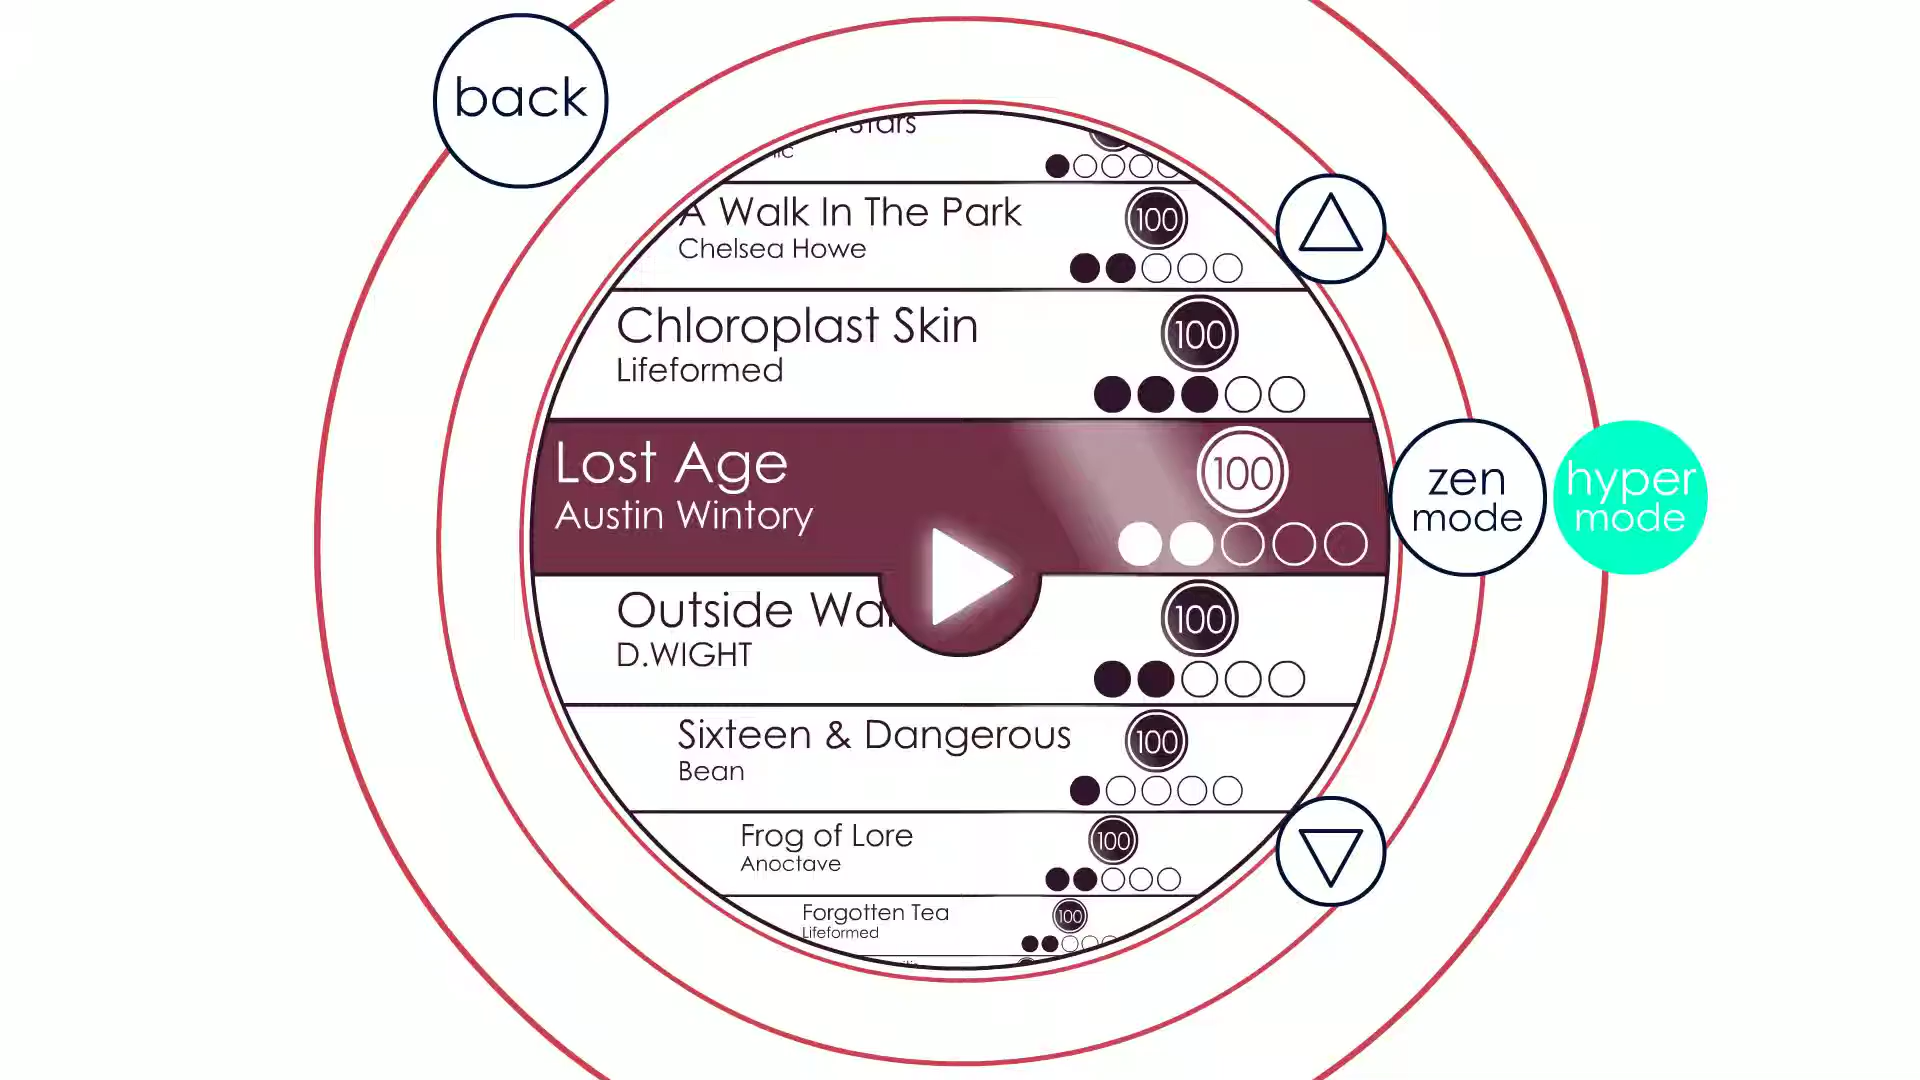 back
Stars
A Walk In The Park
100
Chelsea Howe
Chloroplast Skin
100
Lifeformed
Lost Age
100
Austin Wintory
zen
mode
hyper
mode
Outside
100
D.WIGHT
Sixteen & Dangerous
100
Bean
Frog of Lore
100
Anoctave
Forgotten Tea
100
Lifeformed